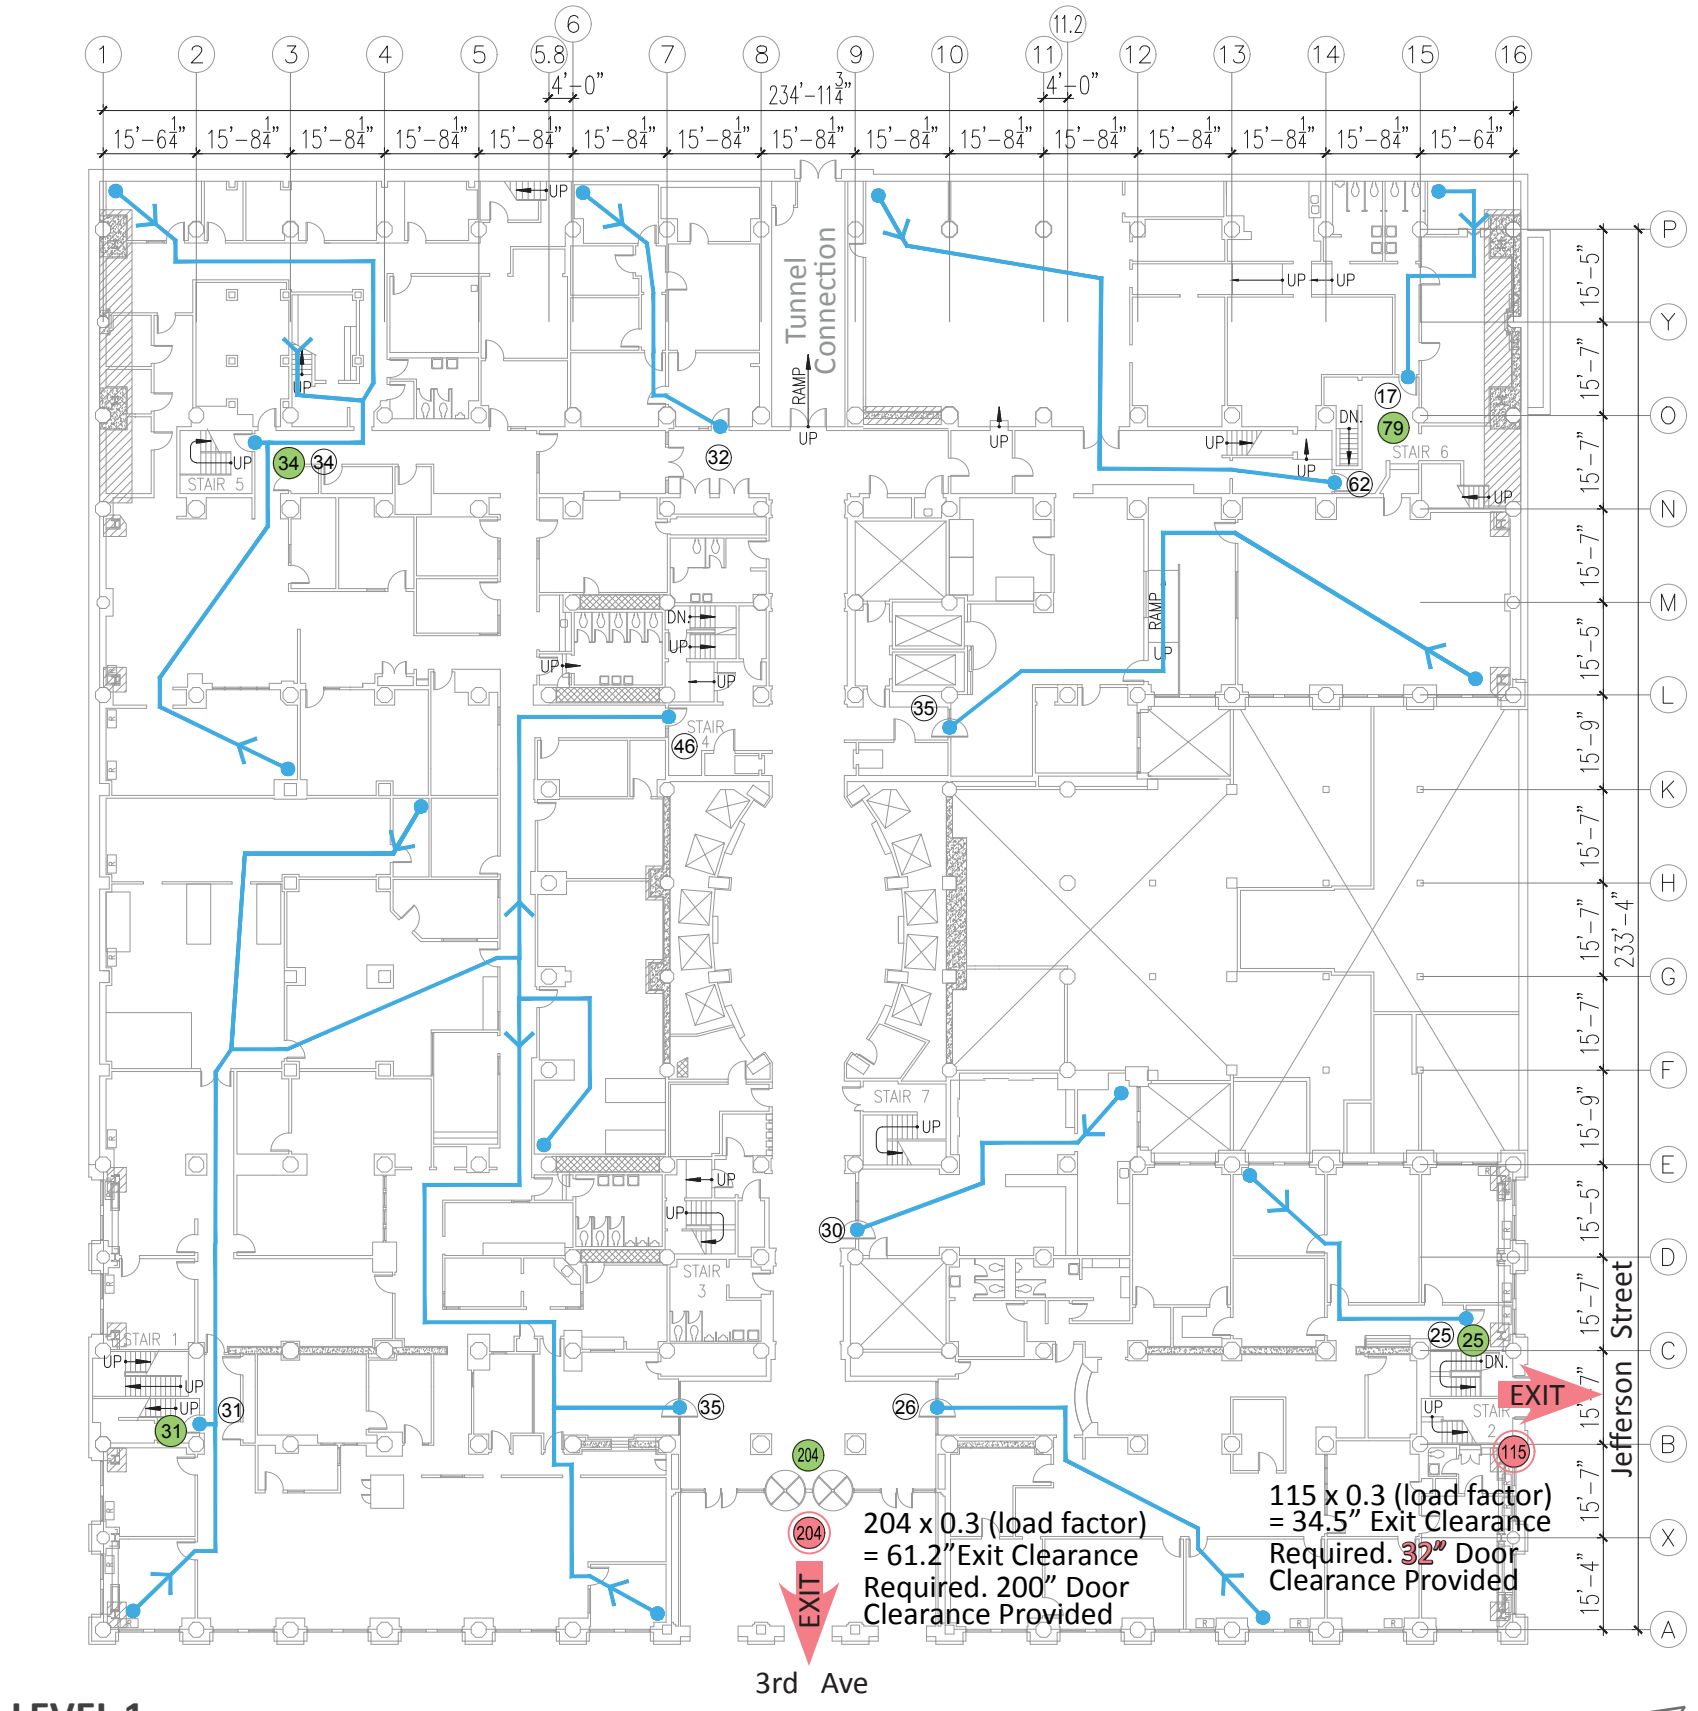 6 11.2
1 2 3 4 5 5.8 7 8 9 10 11 12 13 14 15 16
4'-0" 4'-0"
234'-11 3/4"
15'-6 1/4" 15'-8 1/4" 15'-8 1/4" 15'-8 1/4" 15'-8 1/4" 15'-8 1/4" 15'-8 1/4" 15'-8 1/4" 15'-8 1/4" 15'-8 1/4" 15'-8 1/4" 15'-8 1/4" 15'-8 1/4" 15'-8 1/4" 15'-6 1/4"
UP
P
15'-5"
Tunnel
Connection
UP UP
Y
15'-7"
UP
RAMP
UP
17
DN.
79
O
UP
UP
UP
UP
STAIR 6
15'-7"
UP
STAIR 5
34 34
32
62
UP
N
15'-7"
M
DN.
UP
UP
UP
RAMP
UP
15'-5"
L
35
STAIR
4
46
15'-9"
K
R
R
R
15'-7"
H
15'-7"
233'-4"
G
15'-7"
F
STAIR 7
UP
15'-9"
R
E
R
UP
UP
30
15'-5"
R
D
STAIR
3
R
R
15'-7"
STAIR 1
25 25
C
UP
UP
UP
DN.
UP
STAIR
2
EXIT
15'-7"
Jefferson Street
31
31
35
26
B
204
115
R
R
204
204 x 0.3 (load factor)
= 61.2"Exit Clearance
Required. 200" Door
Clearance Provided
115 x 0.3 (load factor)
= 34.5" Exit Clearance
Required. 32" Door
Clearance Provided
15'-7"
X
15'-4"
R
R
R
R
A
EXIT
3rd Ave
LEVEL 1